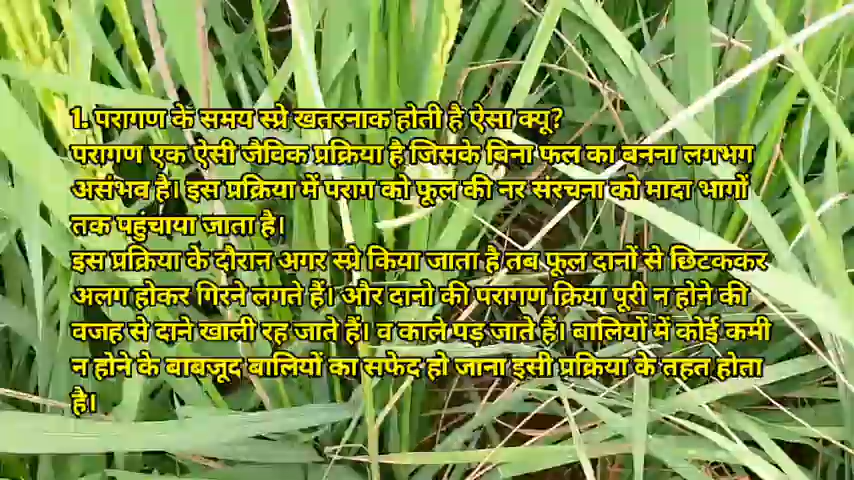 1. परागण के समय स्प्रे खतरनाक होती है ऐसा क्यू?
परागण एक ऐसी जैविक प्रक्रिया है जिसके बिना फल का बनना लगभग
असंभव है। इस प्रक्रिया में पराग को फूल की नर संरचना को मादा भागों
तक पहुंचाया जाता है।
इस प्रक्रिया के दौरान अगर स्प्रे किया जाता है तब फूल दानों से छिटककर
अलग होकर गिरने लगते हैं। और दानो की परागण क्रिया पूरी न होने की
वजह से दाने खाली रह जाते हैं। व काले पड़ जाते हैं। बालियों में कोई कमी
न होने के बाबजूद बालियों का सफेद हो जाना इसी प्रक्रिया के तहत होता
है।